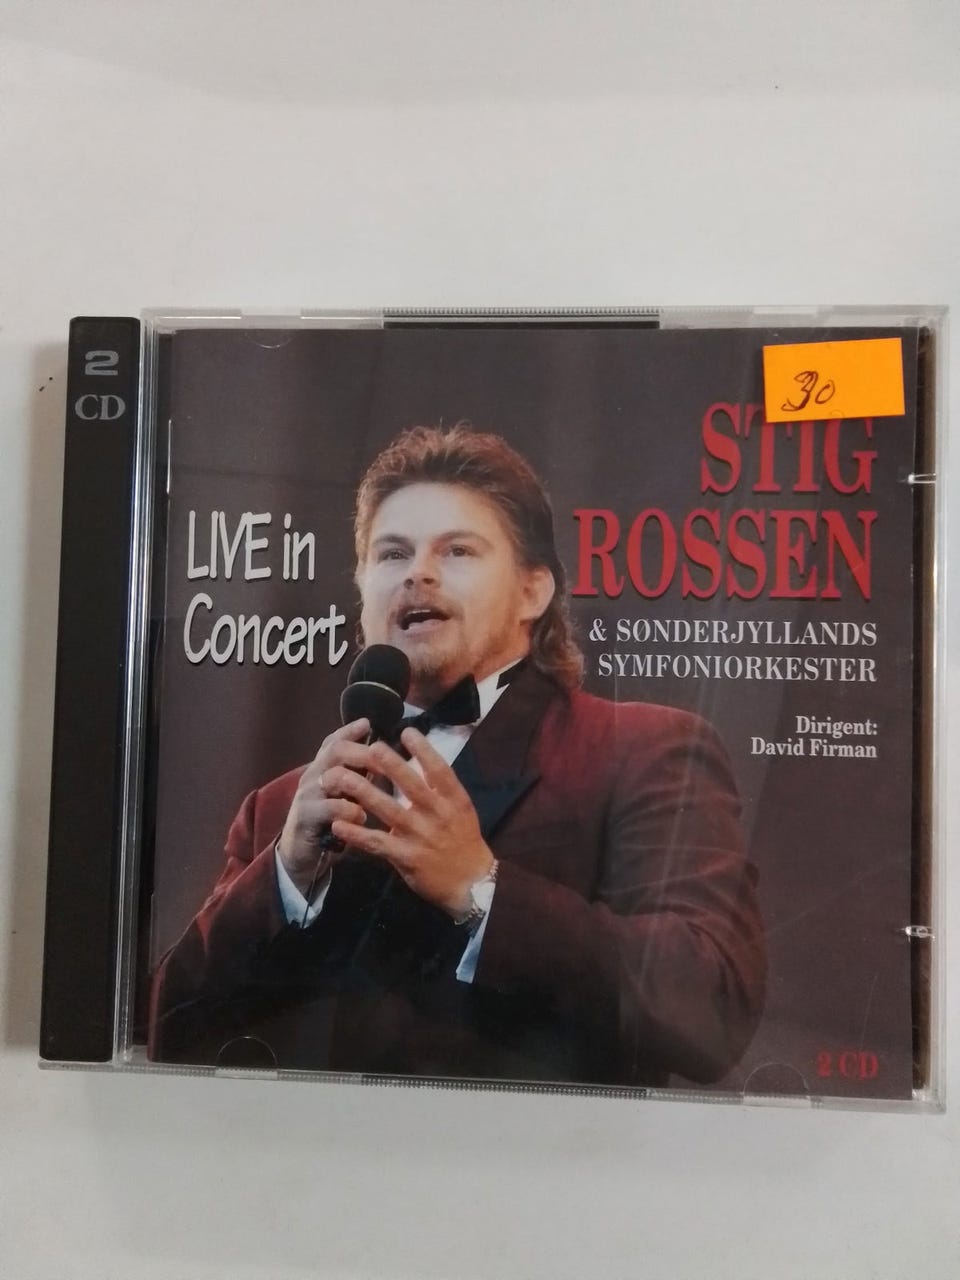 2
CD
30
STIG
ROSSEN
LIVE in
Concert
& SØNDERJYLLANDS
SYMFONIORKESTER
Dirigent:
David Firman
2 CD